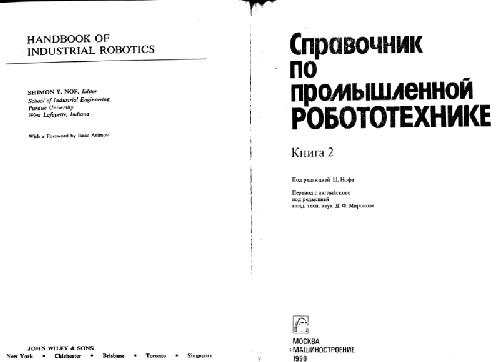 HANDBOOK OF
INDUSTRIAL ROBOTICS
SHIMON Y. NOF, Editor
School of Industrial Engineering
Purdue University
West Lafayette, Indiana
With a Foreword by Isaac Asimov
JOHN WILEY & SONS
New York • Chichester • Brisbane • Toronto • Singapore
Справочник
по
промышленной
РОБОТОТЕХНИКЕ
Книга 2
Под редакцией Ш. Нофа
Перевод с английского
под редакцией
канд. техн. наук Д. Ф. Миронова
МОСКВА
МАШИНОСТРОЕНИЕ
1990